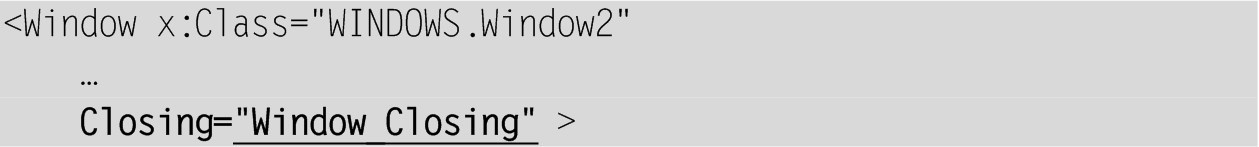 <Window x:Class="WINDOWS.Window2"
…
Closing="Window_Closing" >